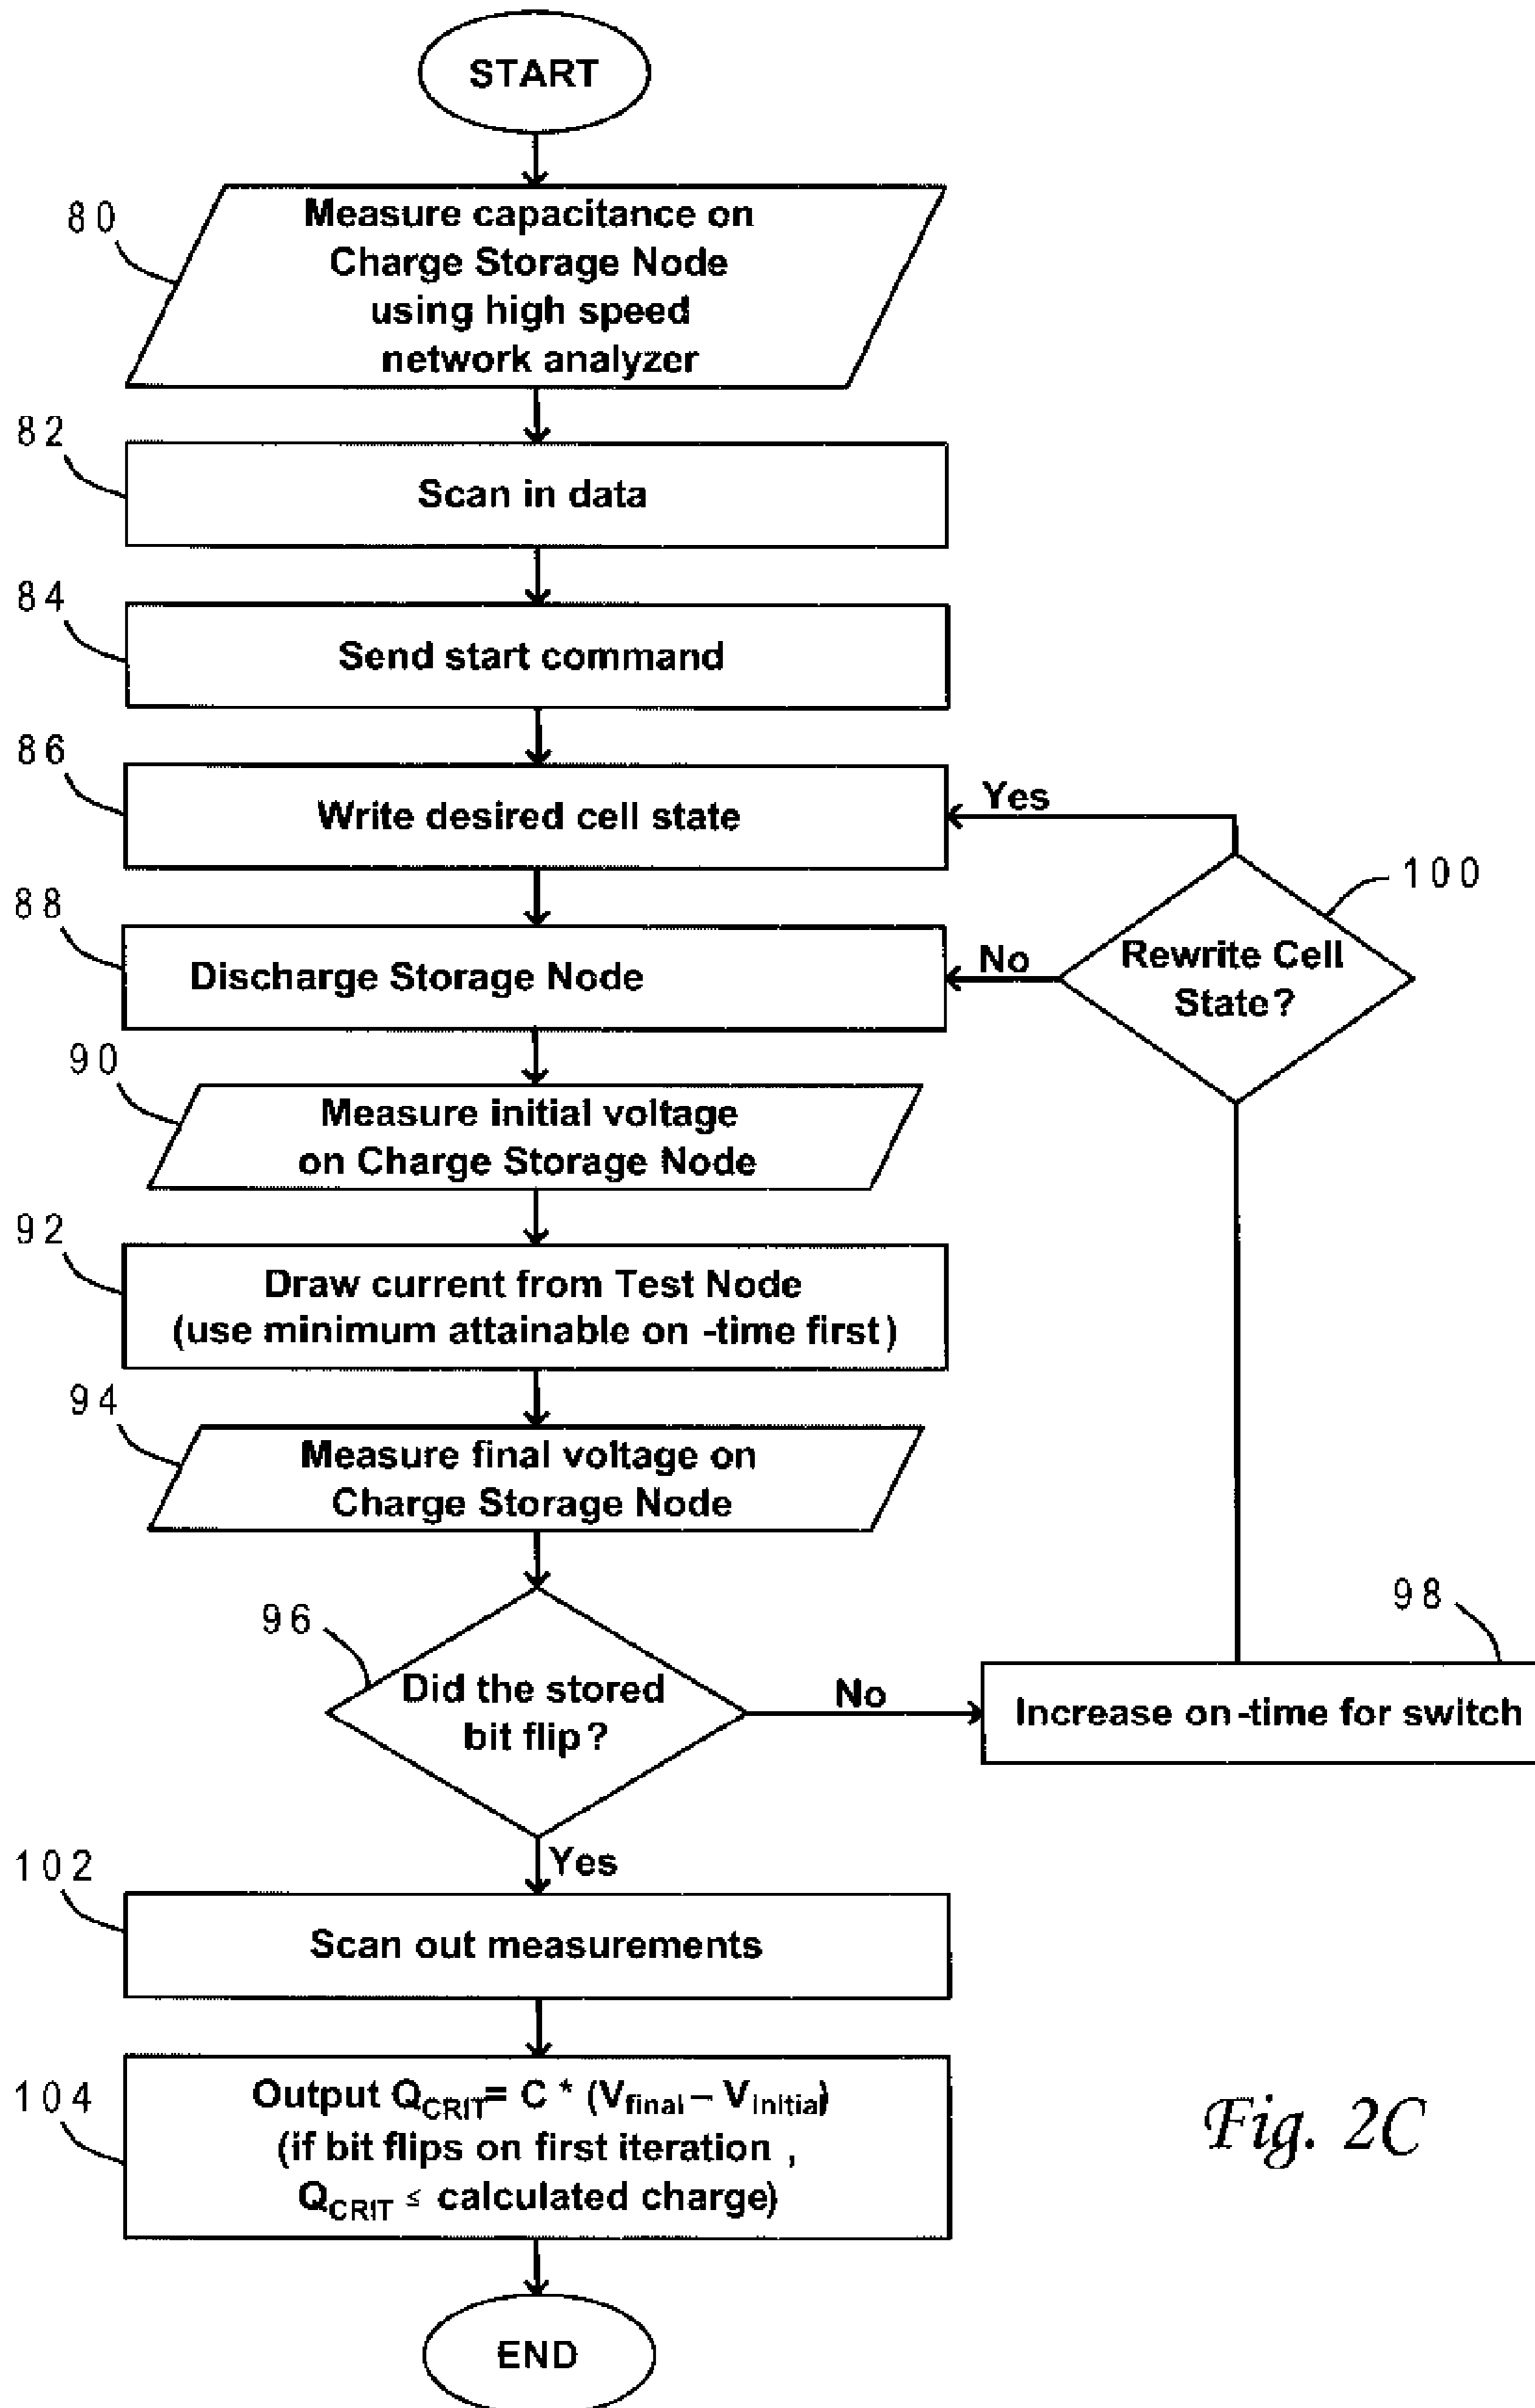 START
80
Measure capacitance on
Charge Storage Node
using high speed
network analyzer
82
Scan in data
84
Send start command
86
Write desired cell state
Yes
100
88
Discharge Storage Node
No
Rewrite Cell
State?
90
Measure initial voltage
on Charge Storage Node
92
Draw current from Test Node
(use minimum attainable on -time first)
94
Measure final voltage on
Charge Storage Node
96
Did the stored
bit flip?
No
98
Increase on-time for switch
Yes
102
Scan out measurements
104
Output QCRIT= C * (Vfinal – Vinitial)
(if bit flips on first iteration ,
QCRIT ≤ calculated charge)
Fig. 2C
END